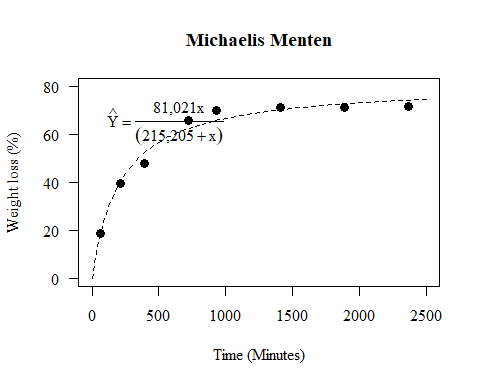 Michaelis Menten
Weight loss (%)
80
60
40
20
0
Ŷ = 81,021x / (215,205 + x)
0 500 1000 1500 2000 2500
Time (Minutes)